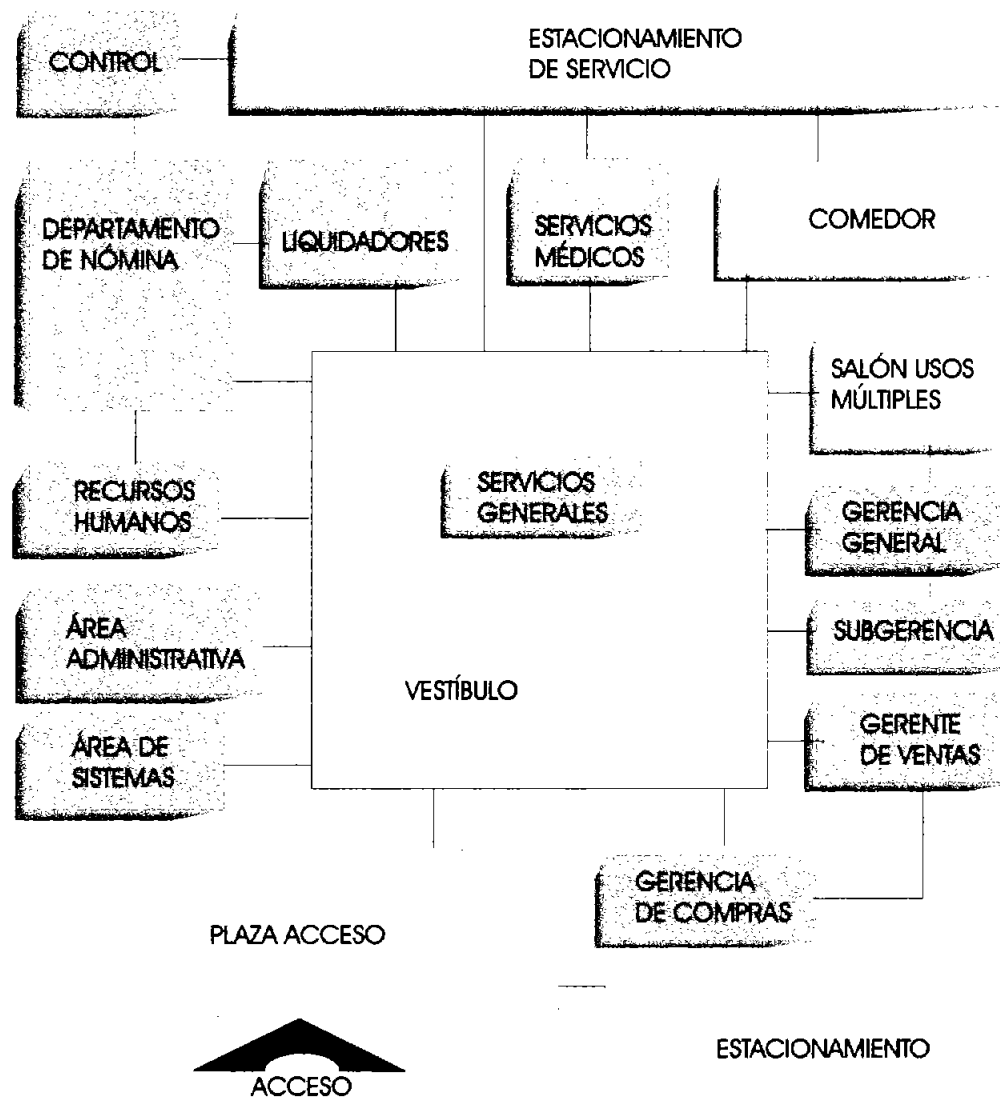 CONTROL
ESTACIONAMIENTO
DE SERVICIO
DEPARTAMENTO
DE NÓMINA
LIQUIDADORES
SERVICIOS
MÉDICOS
COMEDOR
SALÓN USOS
MÚLTIPLES
RECURSOS
HUMANOS
SERVICIOS
GENERALES
GERENCIA
GENERAL
ÁREA
ADMINISTRATIVA
SUBGERENCIA
VESTÍBULO
ÁREA DE
SISTEMAS
GERENTE
DE VENTAS
GERENCIA
DE COMPRAS
PLAZA ACCESO
ESTACIONAMIENTO
ACCESO